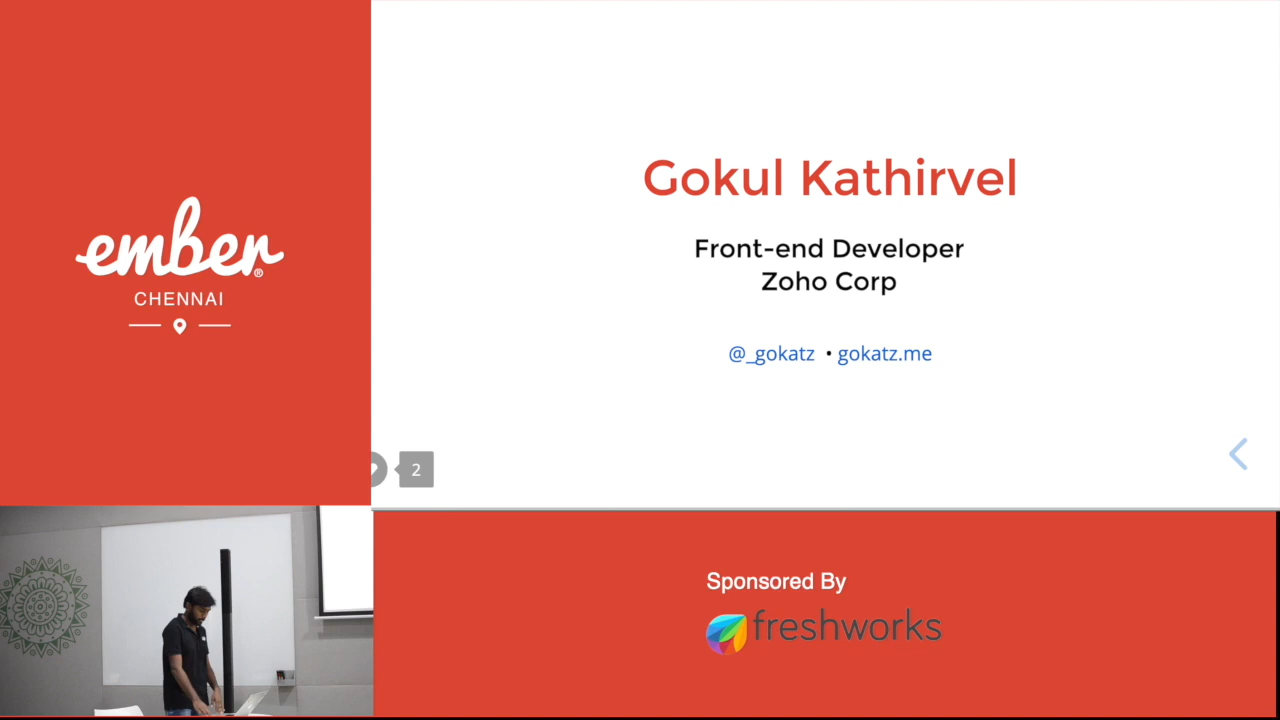 ember®
CHENNAI
Gokul Kathirvel
Front-end Developer
Zoho Corp
@_gokatz • gokatz.me
2
Sponsored By
freshworks